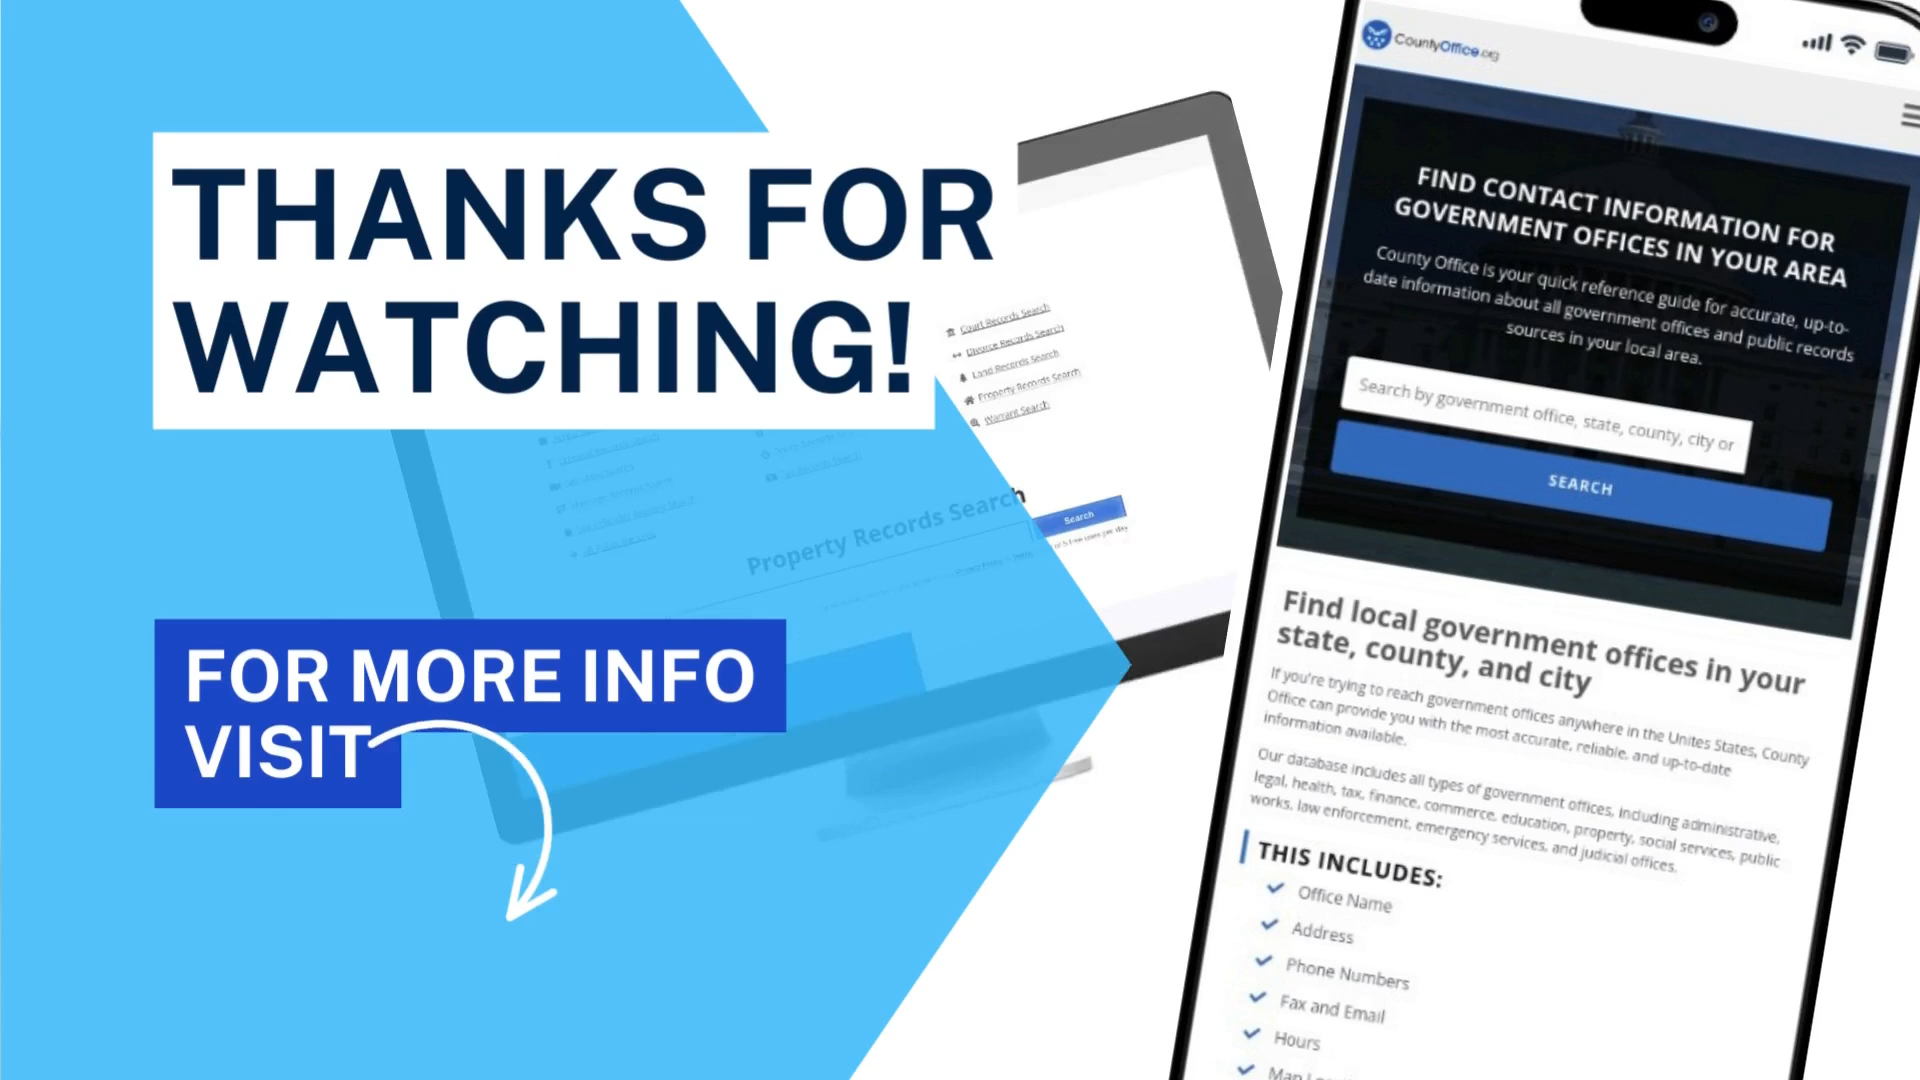 THANKS FOR
WATCHING!
FOR MORE INFO
VISIT
Court Records Search
Divorce Records Search
Land Records Search
Property Records Search
Warrant Search
Property Records Search
Search
of 5 free uses per day
CountyOffice.org
FIND CONTACT INFORMATION FOR
GOVERNMENT OFFICES IN YOUR AREA
County Office is your quick reference guide for accurate, up-to-
date information about all government offices and public records
sources in your local area.
Search by government office, state, county, city or
SEARCH
Find local government offices in your
state, county, and city
If you're trying to reach government offices anywhere in the Unites States, County
Office can provide you with the most accurate, reliable, and up-to-date
information available.
Our database includes all types of government offices, including administrative,
legal, health, tax, finance, commerce, education, property, social services, public
works, law enforcement, emergency services, and judicial offices.
THIS INCLUDES:
Office Name
Address
Phone Numbers
Fax and Email
Hours